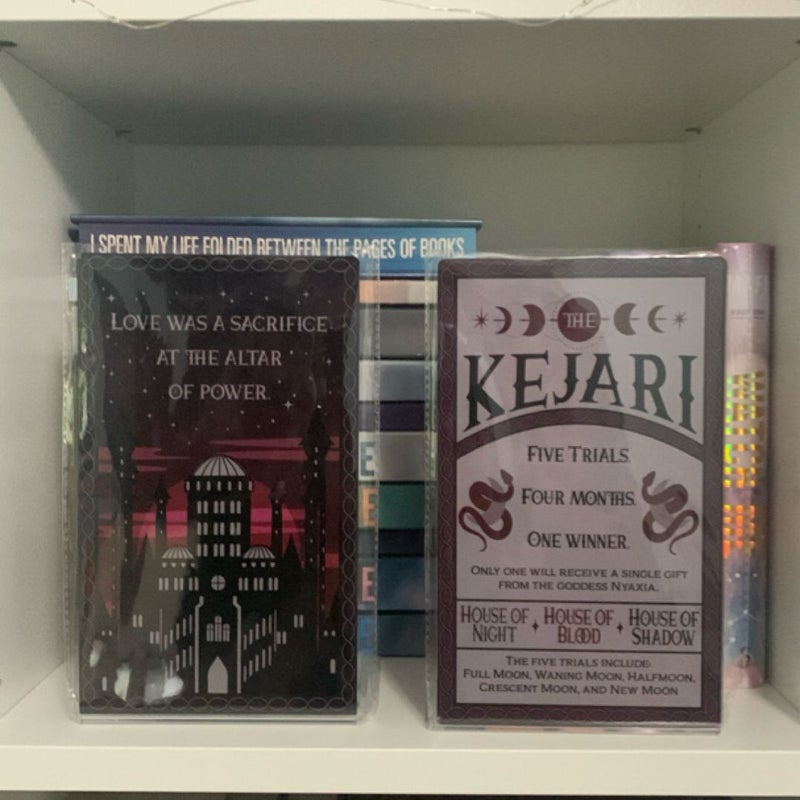 I SPENT MY LIFE FOLDED BETWEEN THE PAGES OF BOOKS
LOVE WAS A SACRIFICE
AT THE ALTAR
OF POWER.
THE
KEJARI
FIVE TRIALS.
FOUR MONTHS.
ONE WINNER.
ONLY ONE WILL RECEIVE A SINGLE GIFT
FROM THE GODDESS NYAXIA.
HOUSE OF NIGHT
HOUSE OF BLOOD
HOUSE OF SHADOW
THE FIVE TRIALS INCLUDE:
FULL MOON, WANING MOON, HALFMOON,
CRESCENT MOON, AND NEW MOON